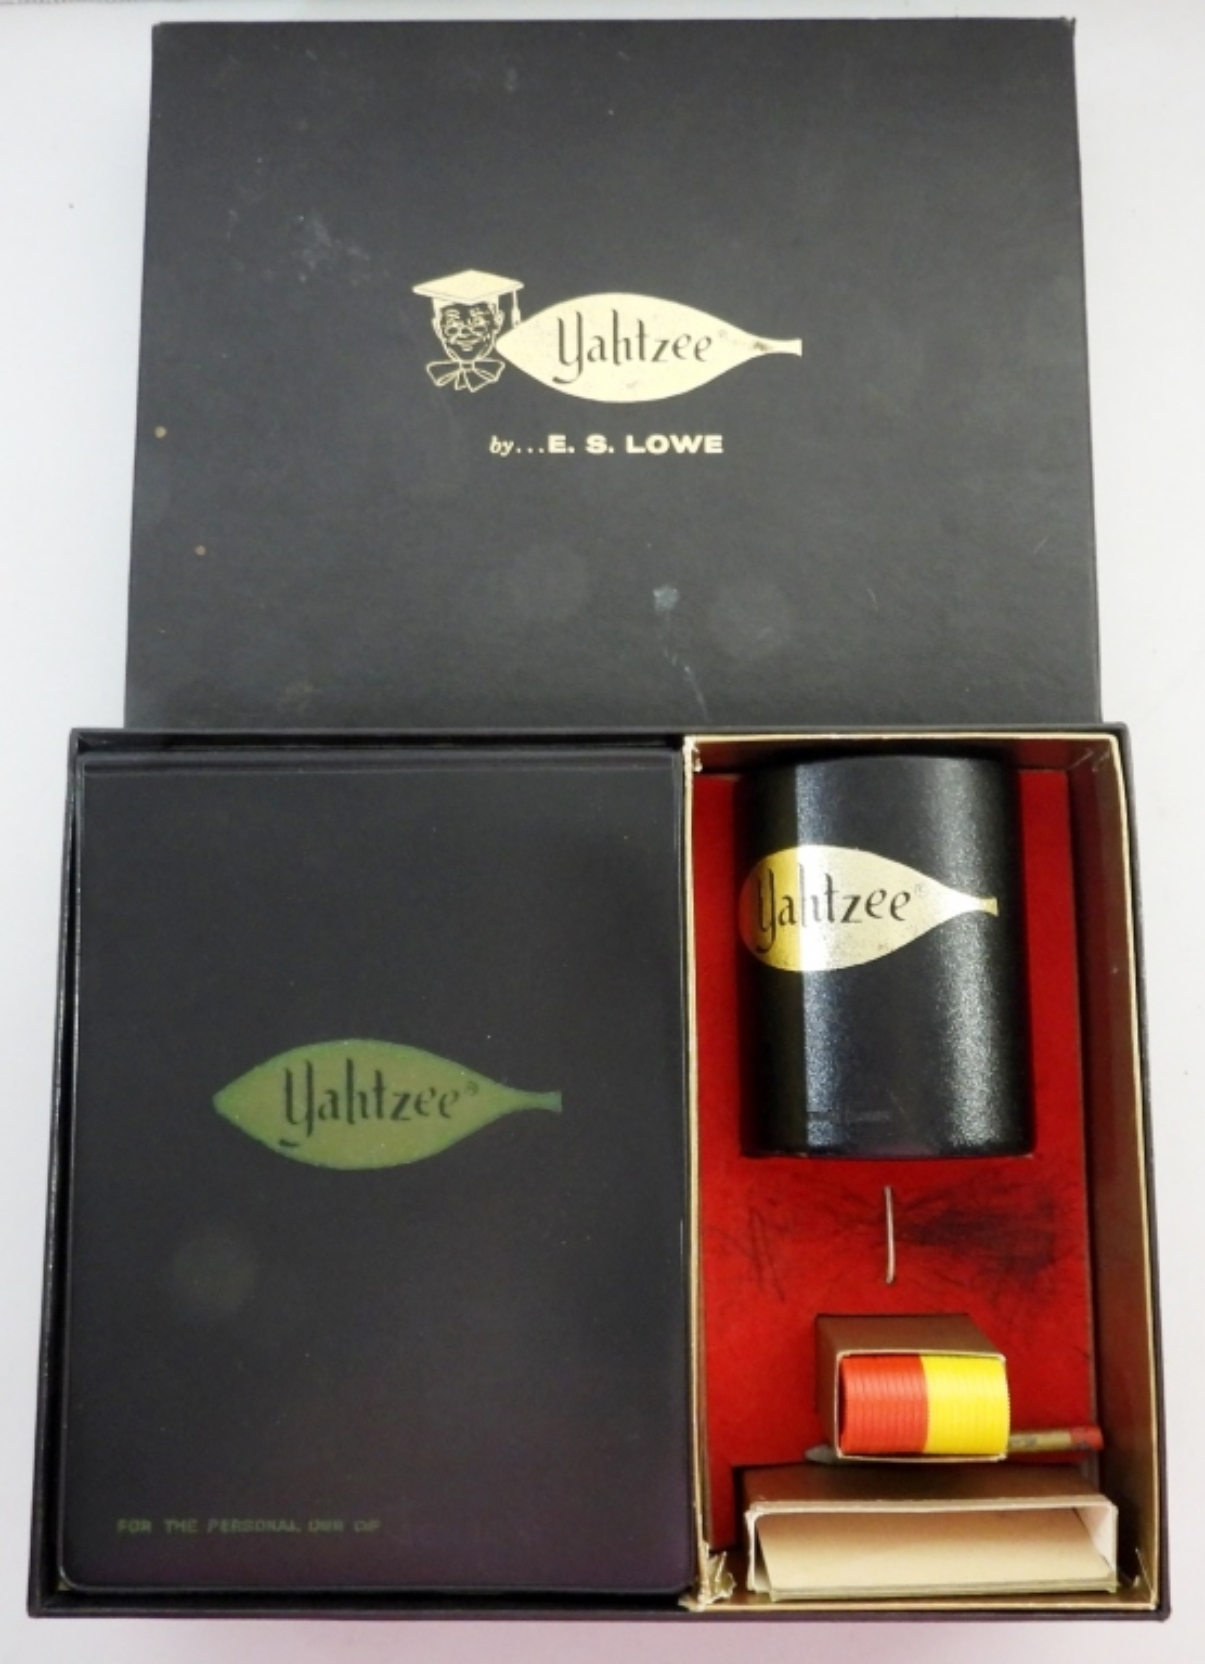 Yahtzee®
by...E. S. LOWE
Yahtzee®
Yahtzee®
FOR THE PERSONAL USE OF